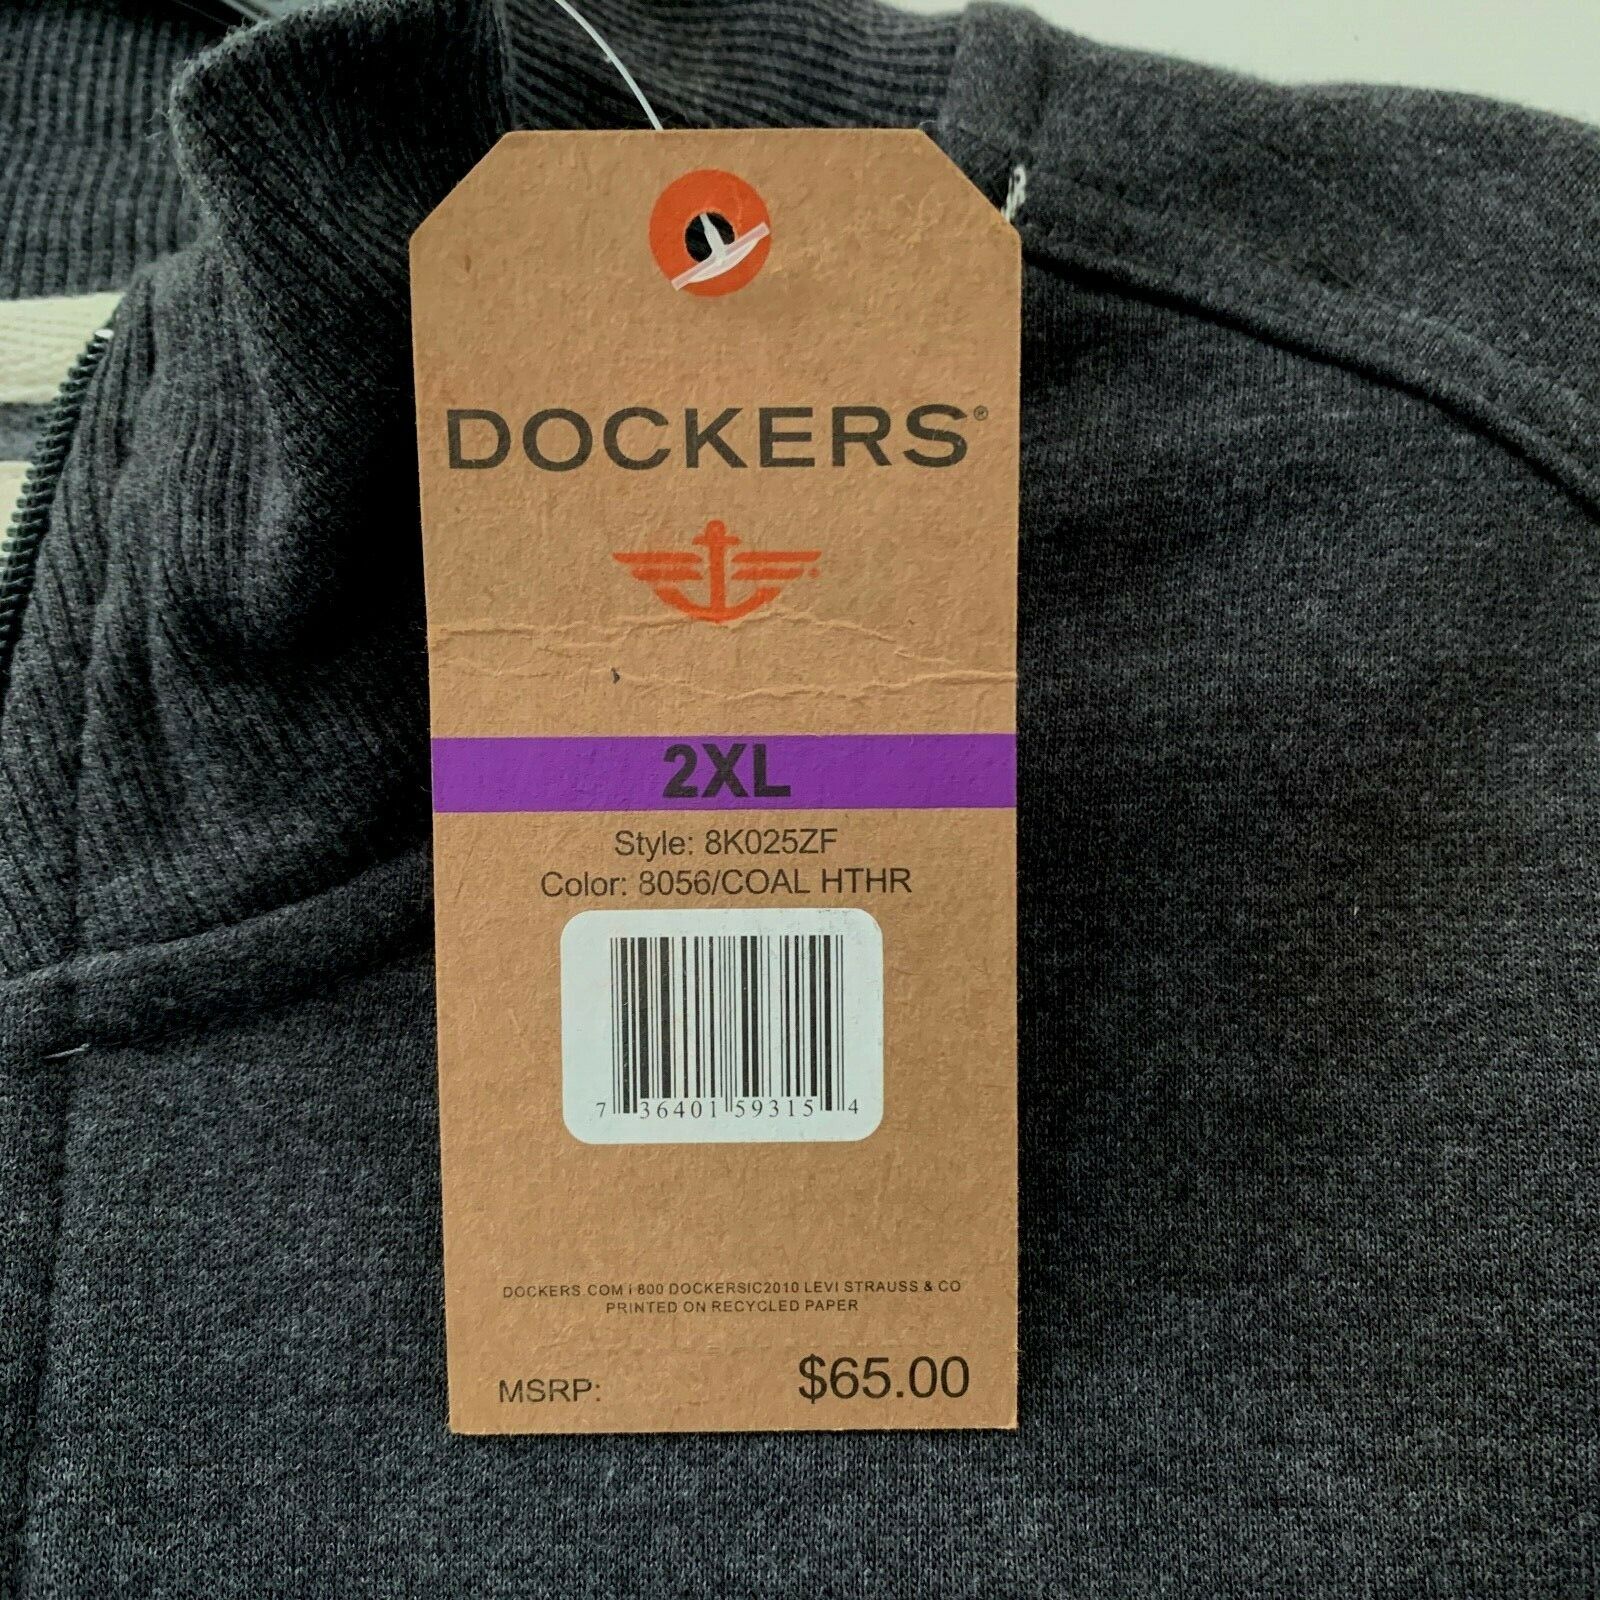 DOCKERS®
2XL
Style: 8K025ZF
Color: 8056/COAL HTHR
7 36401 59315 4
DOCKERS.COM I 800 DOCKERSIC2010 LEVI STRAUSS & CO
PRINTED ON RECYCLED PAPER
MSRP: $65.00